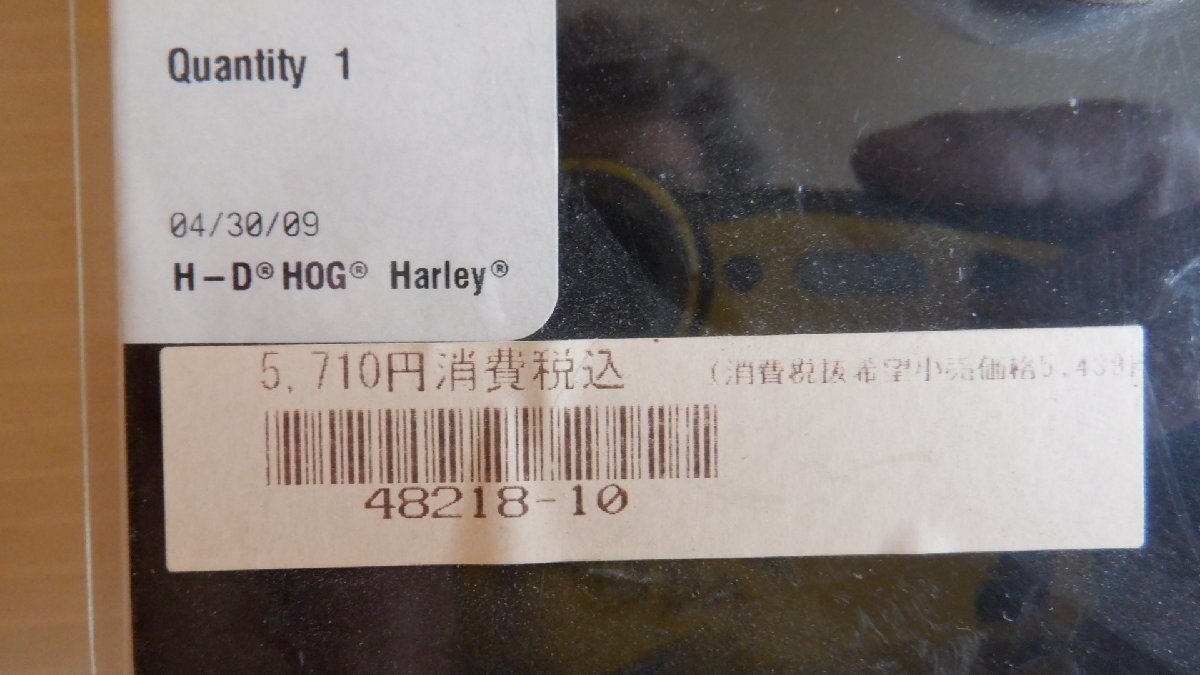 Quantity 1
04/30/09
H-D® HOG® Harley®
5,710円消費税込 (消費税抜希望小売価格5,439円
48218-10